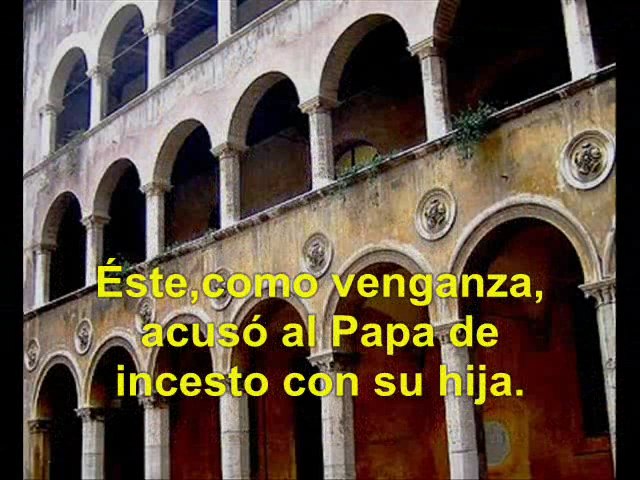 Éste,como venganza,
acusó al Papa de
incesto con su hija.